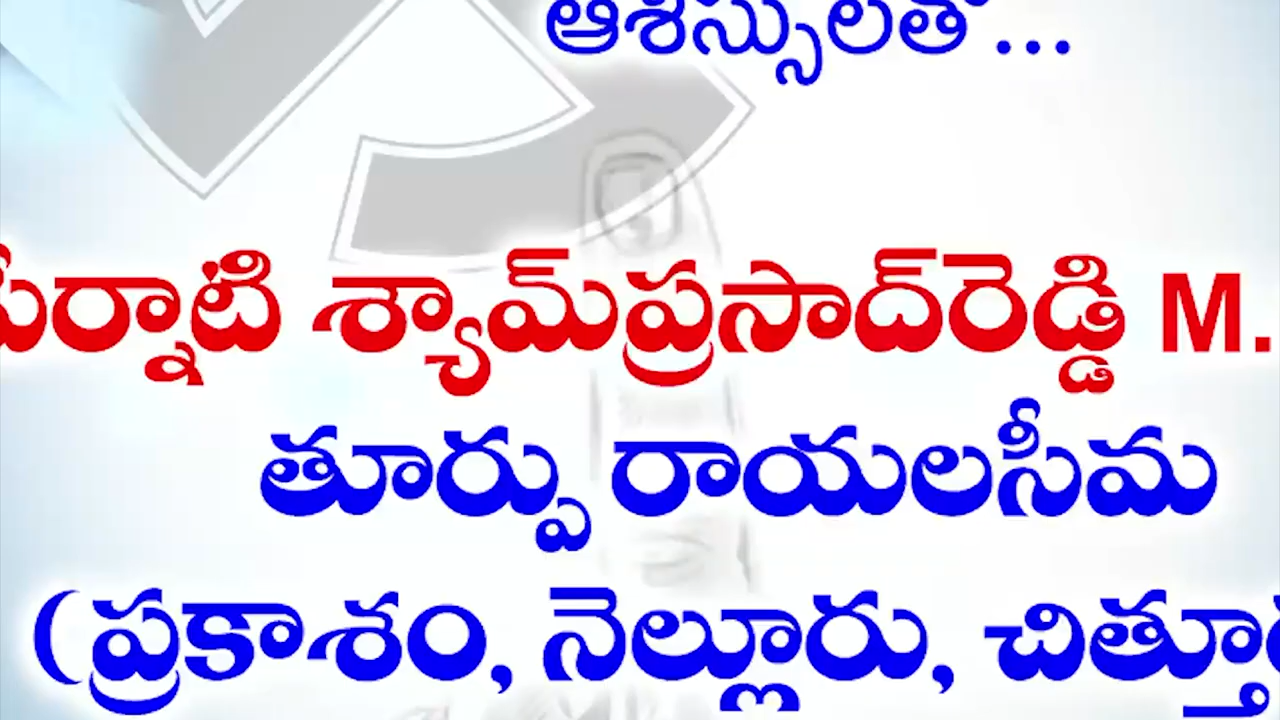 ఆశీస్సులతో...
పేర్నాటి శ్యామ్‌ప్రసాద్‌రెడ్డి M.
తూర్పు రాయలసీమ
(ప్రకాశం, నెల్లూరు,